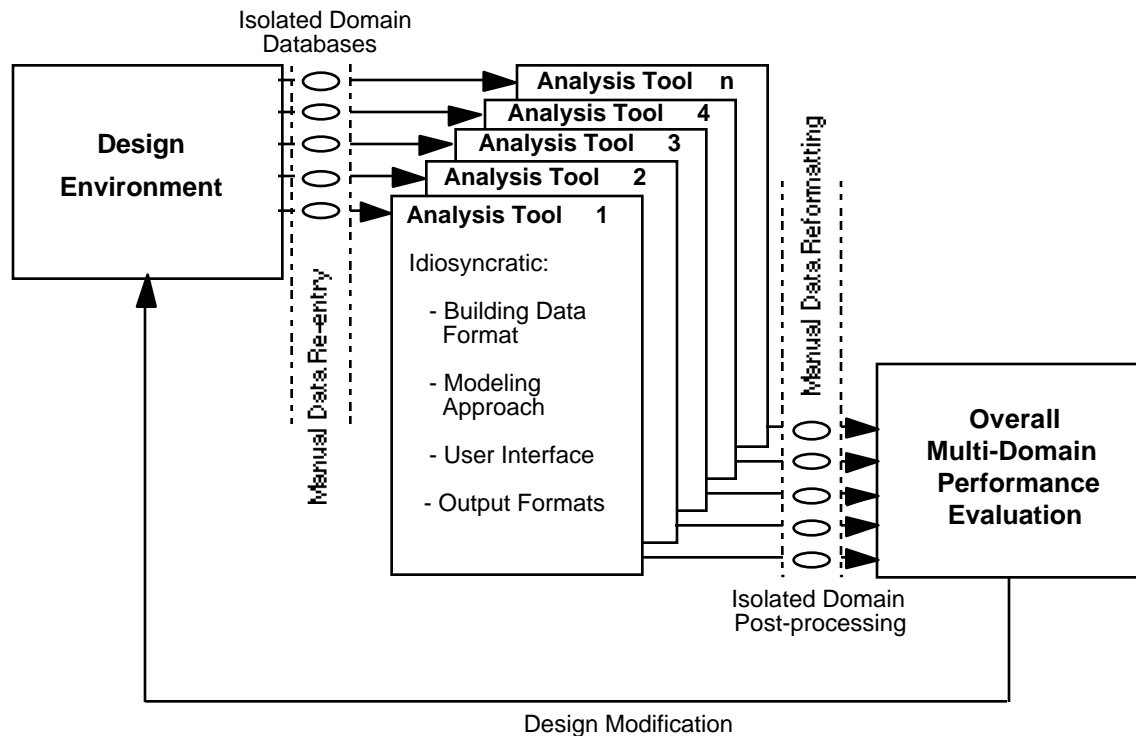 Isolated Domain
Databases
Design
Environment
Manual Data Re-entry
Analysis Tool n
Analysis Tool 4
Analysis Tool 3
Analysis Tool 2
Analysis Tool 1
Idiosyncratic:
- Building Data
Format
- Modeling
Approach
- User Interface
- Output Formats
Manual Data Reformatting
Isolated Domain
Post-processing
Overall
Multi-Domain
Performance
Evaluation
Design Modification